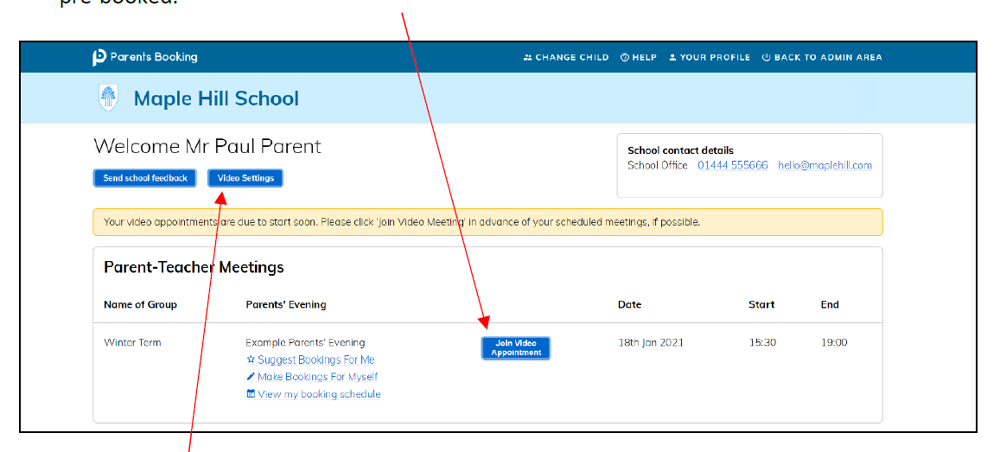 pre-booked.
Parents Booking
CHANGE CHILD HELP YOUR PROFILE BACK TO ADMIN AREA
Maple Hill School
Welcome Mr Paul Parent
School contact details
School Office 01444 555666 hello@maplehill.com
Send school feedback Video Settings
Your video appointments are due to start soon. Please click 'Join Video Meeting' in advance of your scheduled meetings, if possible.
Parent-Teacher Meetings
Name of Group Parents' Evening Date Start End
Winter Term Example Parents' Evening Join Video Appointment 18th Jan 2021 15:30 19:00
Suggest Bookings For Me
Make Bookings For Myself
View my booking schedule